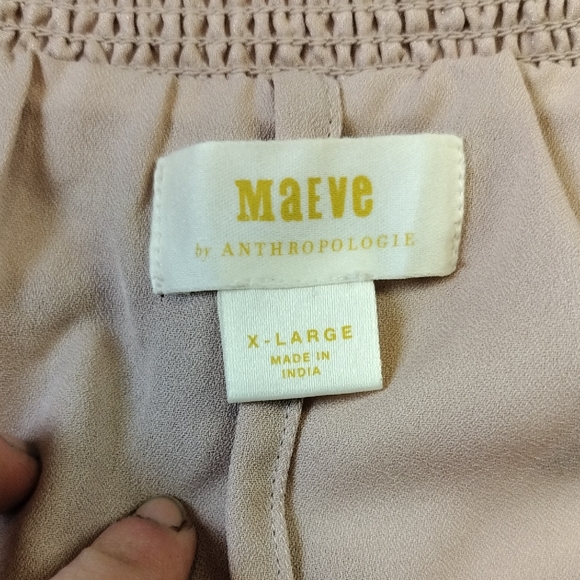 MaEve
by ANTHROPOLOGIE
X-LARGE
MADE IN
INDIA